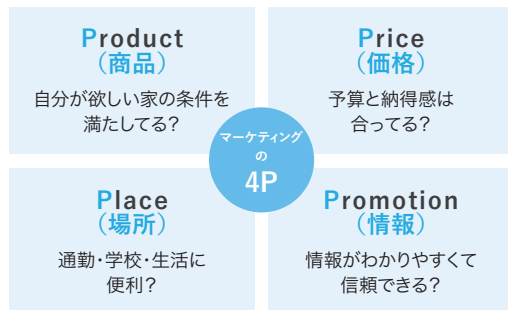 Product
（商品）
自分が欲しい家の条件を
満たしてる？
Price
（価格）
予算と納得感は
合ってる？
マーケティング
の
4P
Place
（場所）
通勤・学校・生活に
便利？
Promotion
（情報）
情報がわかりやすくて
信頼できる？